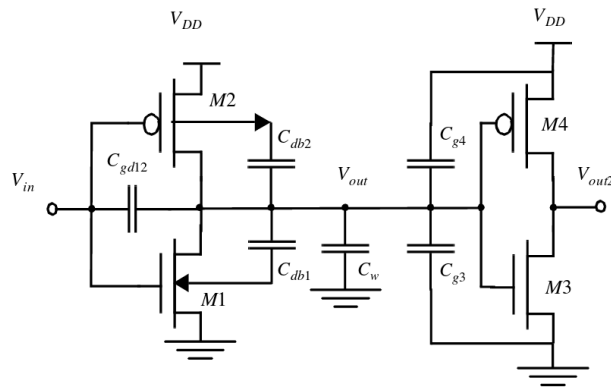 V_DD
V_DD
M2
M4
C_db2
C_g4
C_gd12
V_in
V_out
V_out2
C_db1
C_w
C_g3
M1
M3